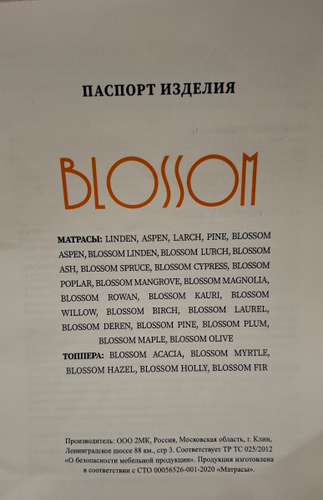 ПАСПОРТ ИЗДЕЛИЯ
BLOSSOM
МАТРАСЫ: LINDEN, ASPEN, LARCH, PINE, BLOSSOM
ASPEN, BLOSSOM LINDEN, BLOSSOM LURCH, BLOSSOM
ASH, BLOSSOM SPRUCE, BLOSSOM CYPRESS, BLOSSOM
POPLAR, BLOSSOM MANGROVE, BLOSSOM MAGNOLIA,
BLOSSOM ROWAN, BLOSSOM KAURI, BLOSSOM
WILLOW, BLOSSOM BIRCH, BLOSSOM LAUREL,
BLOSSOM DEREN, BLOSSOM PINE, BLOSSOM PLUM,
BLOSSOM MAPLE, BLOSSOM OLIVE
ТОППЕРА: BLOSSOM ACACIA, BLOSSOM MYRTLE,
BLOSSOM HAZEL, BLOSSOM HOLLY, BLOSSOM FIR
Производитель: ООО 2МК, Россия, Московская область, г. Клин,
Ленинградское шоссе 88 км., стр 3. Соответствует ТР ТС 025/2012
«О безопасности мебельной продукции». Продукция изготовлена
в соответствии с СТО 00056526-001-2020 «Матрасы».